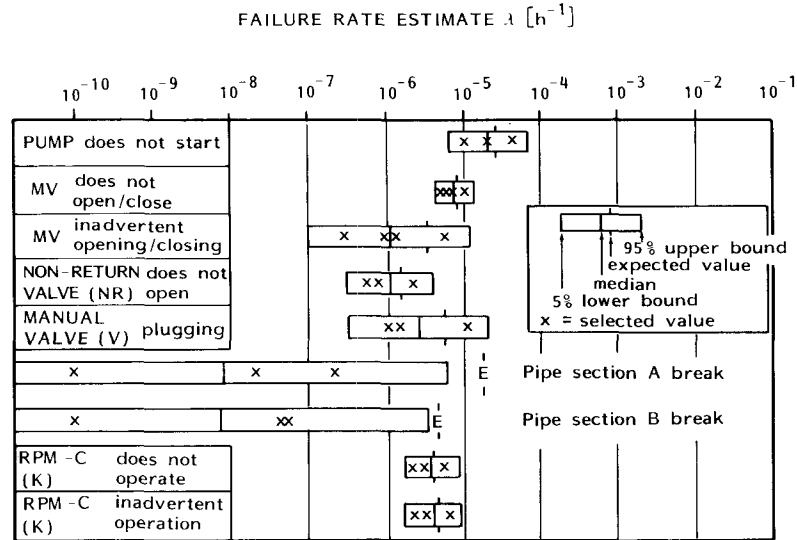 FAILURE RATE ESTIMATE λ [h⁻¹]
10⁻¹⁰ 10⁻⁹ 10⁻⁸ 10⁻⁷ 10⁻⁶ 10⁻⁵ 10⁻⁴ 10⁻³ 10⁻² 10⁻¹
PUMP does not start
MV does not
open/close
MV inadvertent
opening/closing
NON-RETURN does not
VALVE (NR) open
MANUAL
VALVE (V) plugging
95% upper bound
expected value
median
5% lower bound
x = selected value
E Pipe section A break
E Pipe section B break
RPM-C does not
(K) operate
RPM-C inadvertent
(K) operation